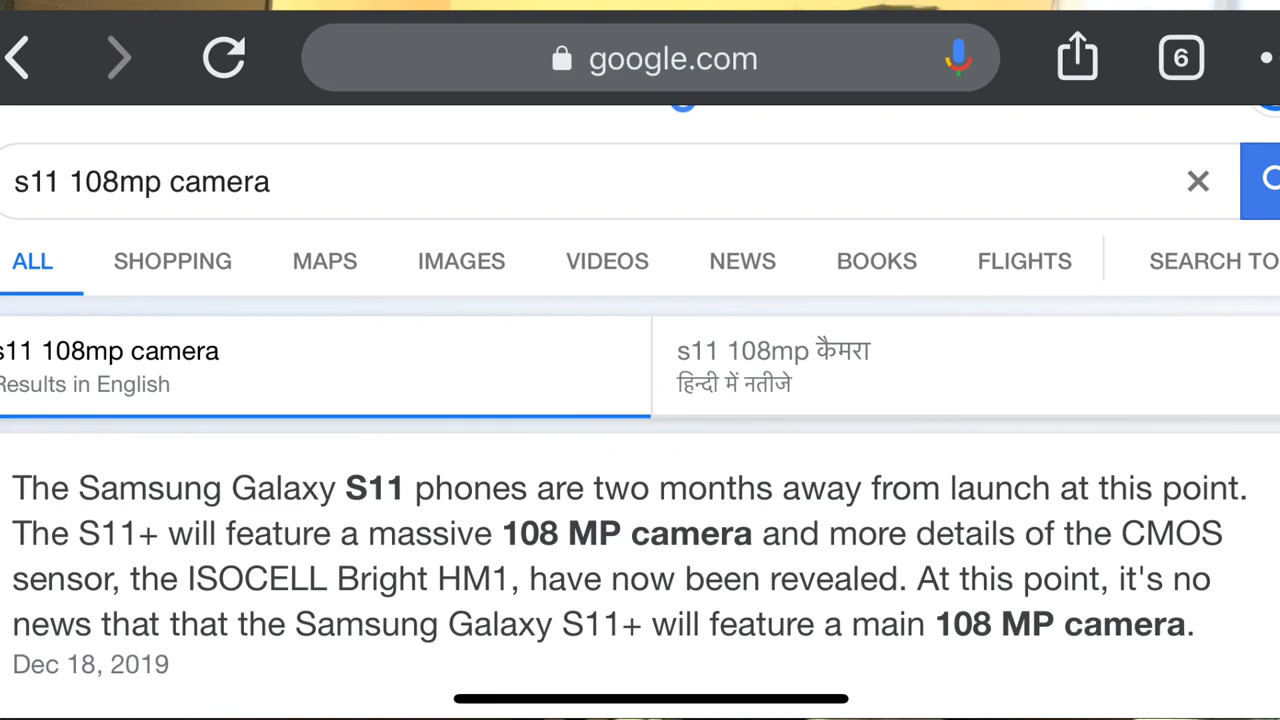 google.com
6
s11 108mp camera
ALL SHOPPING MAPS IMAGES VIDEOS NEWS BOOKS FLIGHTS SEARCH TO
s11 108mp camera
Results in English
s11 108mp कैमरा
हिन्दी में नतीजे
The Samsung Galaxy S11 phones are two months away from launch at this point.
The S11+ will feature a massive 108 MP camera and more details of the CMOS
sensor, the ISOCELL Bright HM1, have now been revealed. At this point, it's no
news that that the Samsung Galaxy S11+ will feature a main 108 MP camera.
Dec 18, 2019